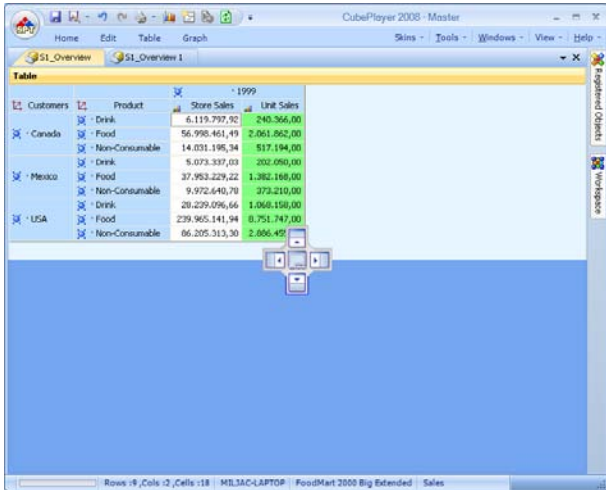 CubePlayer 2008 - Master
Home Edit Table Graph Skins Tools Windows View Help
S1_Overview S1_Overview 1
Table
1999
Customers Product Store Sales Unit Sales
Drink 6.119.797,92 240.366,00
Canada Food 56.998.461,49 2.061.862,00
Non-Consumable 14.031.195,34 517.194,00
Drink 5.073.337,03 202.050,00
Mexico Food 37.953.229,22 1.382.168,00
Non-Consumable 9.972.640,78 373.210,00
Drink 28.239.096,66 1.068.158,00
USA Food 239.965.141,94 8.751.747,00
Non-Consumable 86.205.313,30
Registered Objects
Workspace
Rows :9 ,Cols :2 ,Cells :18 MILJAC-LAPTOP FoodMart 2000 Big Extended Sales